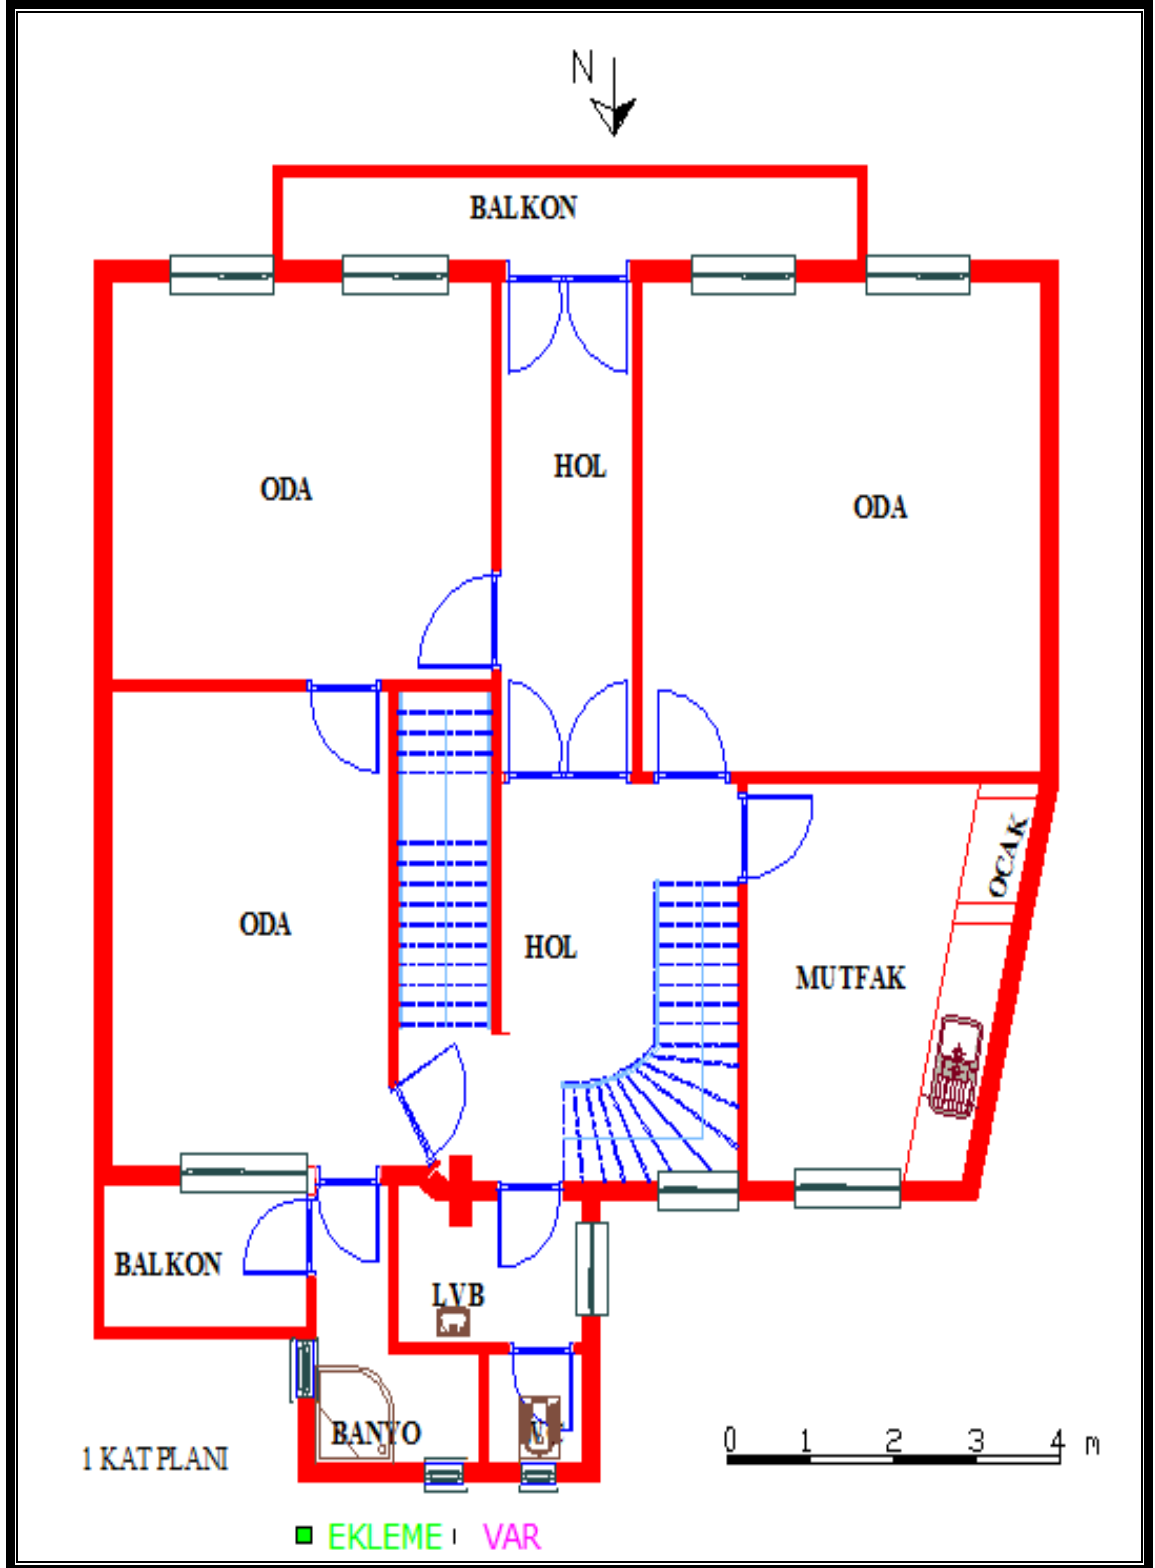 N
BALKON
HOL
ODA
ODA
OCAK
ODA
HOL
MUTFAK
BALKON
LVB
BANYO
1 KAT PLANI
0 1 2 3 4 m
EKLEME VAR